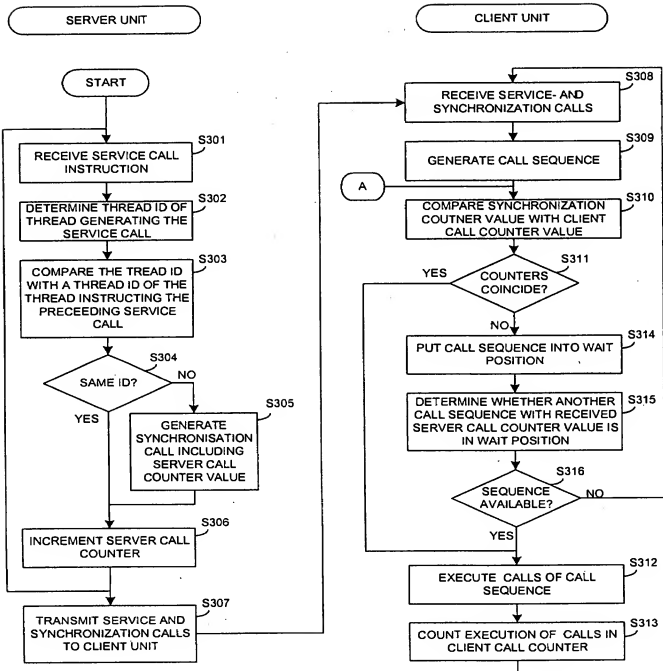 SERVER UNIT
START
S301
RECEIVE SERVICE CALL
INSTRUCTION
S302
DETERMINE THREAD ID OF
THREAD GENERATING THE
SERVICE CALL
S303
COMPARE THE TREAD ID
WITH A THREAD ID OF THE
THREAD INSTRUCTING THE
PRECEEDING SERVICE
CALL
S304
SAME ID?
NO
YES
S305
GENERATE
SYNCHRONISATION
CALL INCLUDING
SERVER CALL
COUNTER VALUE
S306
INCREMENT SERVER CALL
COUNTER
S307
TRANSMIT SERVICE AND
SYNCHRONIZATION CALLS
TO CLIENT UNIT
CLIENT UNIT
S308
RECEIVE SERVICE- AND
SYNCHRONIZATION CALLS
S309
GENERATE CALL SEQUENCE
A
S310
COMPARE SYNCHRONIZATION
COUTNER VALUE WITH CLIENT
CALL COUNTER VALUE
S311
YES
COUNTERS
COINCIDE?
NO
S314
PUT CALL SEQUENCE INTO WAIT
POSITION
S315
DETERMINE WHETHER ANOTHER
CALL SEQUENCE WITH RECEIVED
SERVER CALL COUNTER VALUE IS
IN WAIT POSITION
S316
SEQUENCE
AVAILABLE?
NO
YES
S312
EXECUTE CALLS OF CALL
SEQUENCE
S313
COUNT EXECUTION OF CALLS IN
CLIENT CALL COUNTER